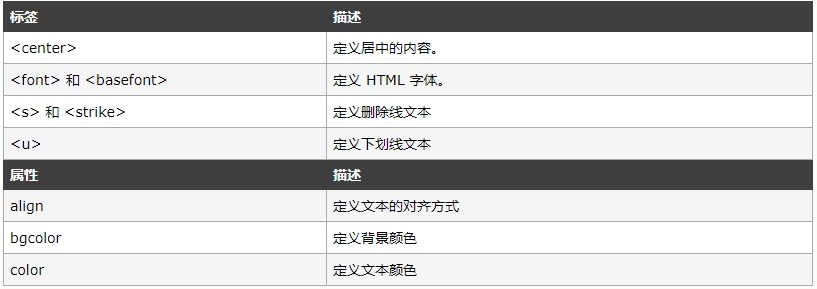 标签 描述
<center> 定义居中的内容。
<font> 和 <basefont> 定义 HTML 字体。
<s> 和 <strike> 定义删除线文本
<u> 定义下划线文本
属性 描述
align 定义文本的对齐方式
bgcolor 定义背景颜色
color 定义文本颜色